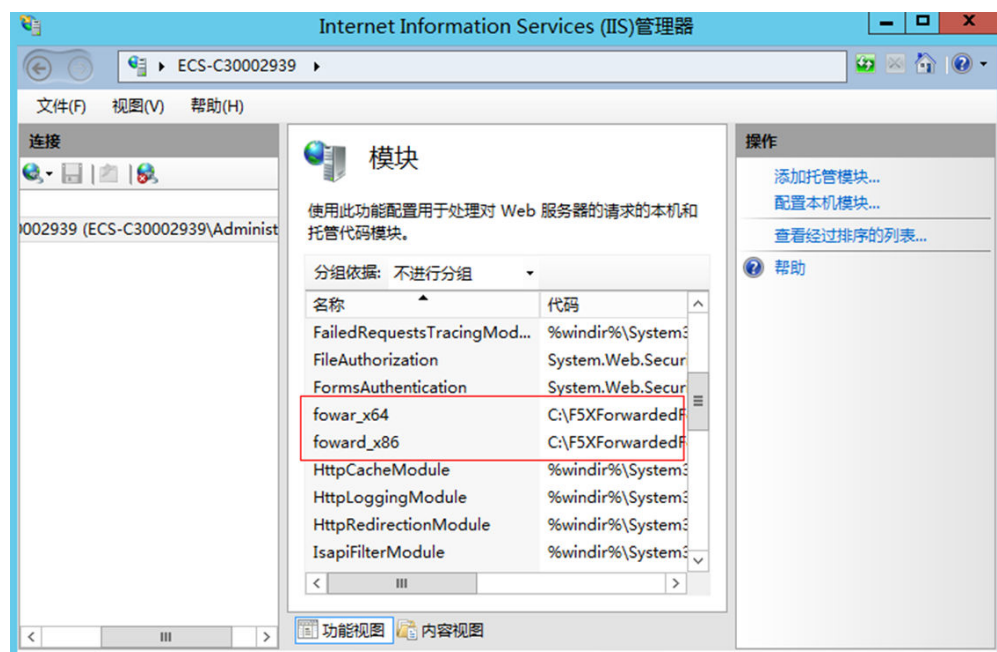 Internet Information Services (IIS)管理器
ECS-C30002939
文件(F) 视图(V) 帮助(H)
连接
0002939 (ECS-C30002939\Administ
模块
使用此功能配置用于处理对 Web 服务器的请求的本机和
托管代码模块。
分组依据: 不进行分组
名称 代码
FailedRequestsTracingMod... %windir%\System3
FileAuthorization System.Web.Securi
FormsAuthentication System.Web.Secur
fowar_x64 C:\F5XForwardedF
foward_x86 C:\F5XForwardedF
HttpCacheModule %windir%\System3
HttpLoggingModule %windir%\System3
HttpRedirectionModule %windir%\System3
IsapiFilterModule %windir%\System3
功能视图 内容视图
操作
添加托管模块...
配置本机模块...
查看经过排序的列表...
帮助